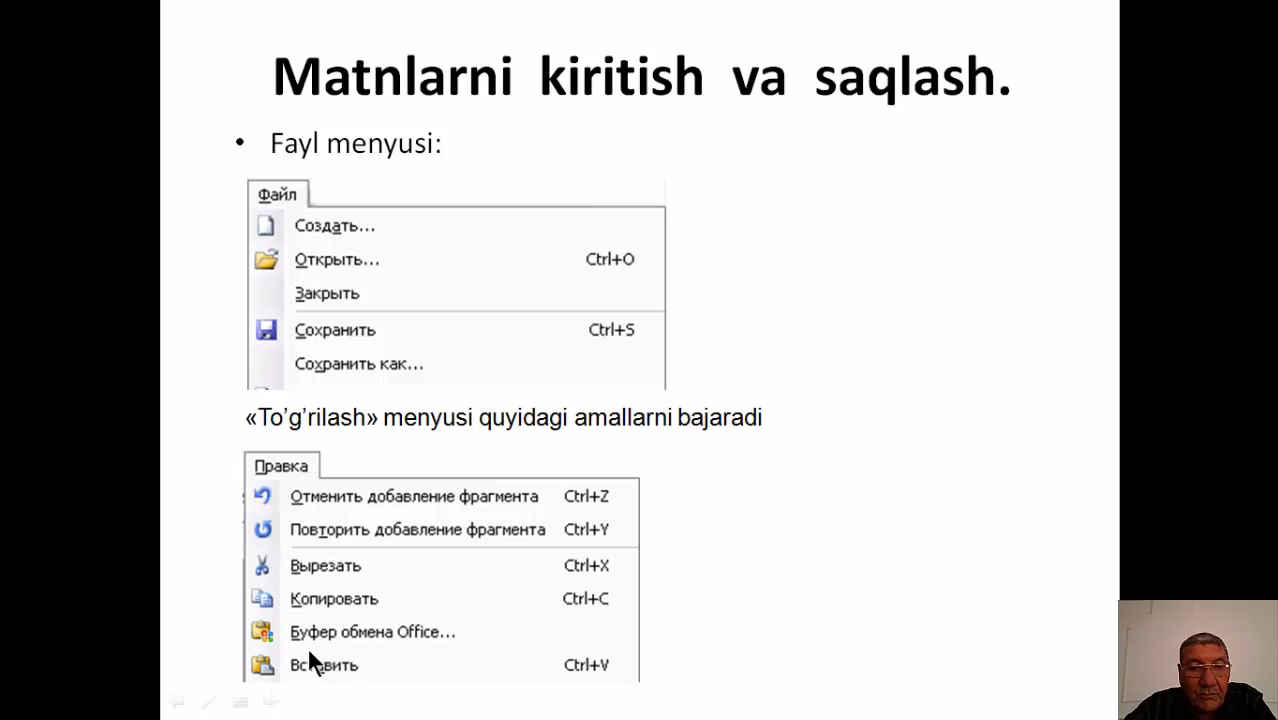 Matnlarni kiritish va saqlash.
• Fayl menyusi:
Файл
Создать...
Открыть... Ctrl+O
Закрыть
Сохранить Ctrl+S
Сохранить как...
«To’g’rilash» menyusi quyidagi amallarni bajaradi
Правка
Отменить добавление фрагмента Ctrl+Z
Повторить добавление фрагмента Ctrl+Y
Вырезать Ctrl+X
Копировать Ctrl+C
Буфер обмена Office...
Вставить Ctrl+V